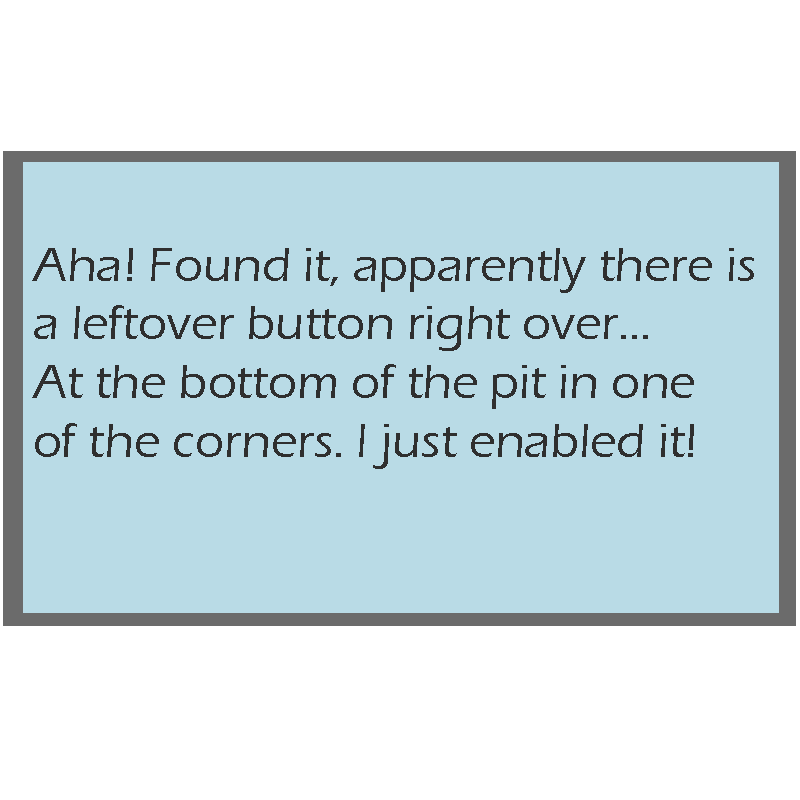 Aha! Found it, apparently there is
a leftover button right over...
At the bottom of the pit in one
of the corners. I just enabled it!